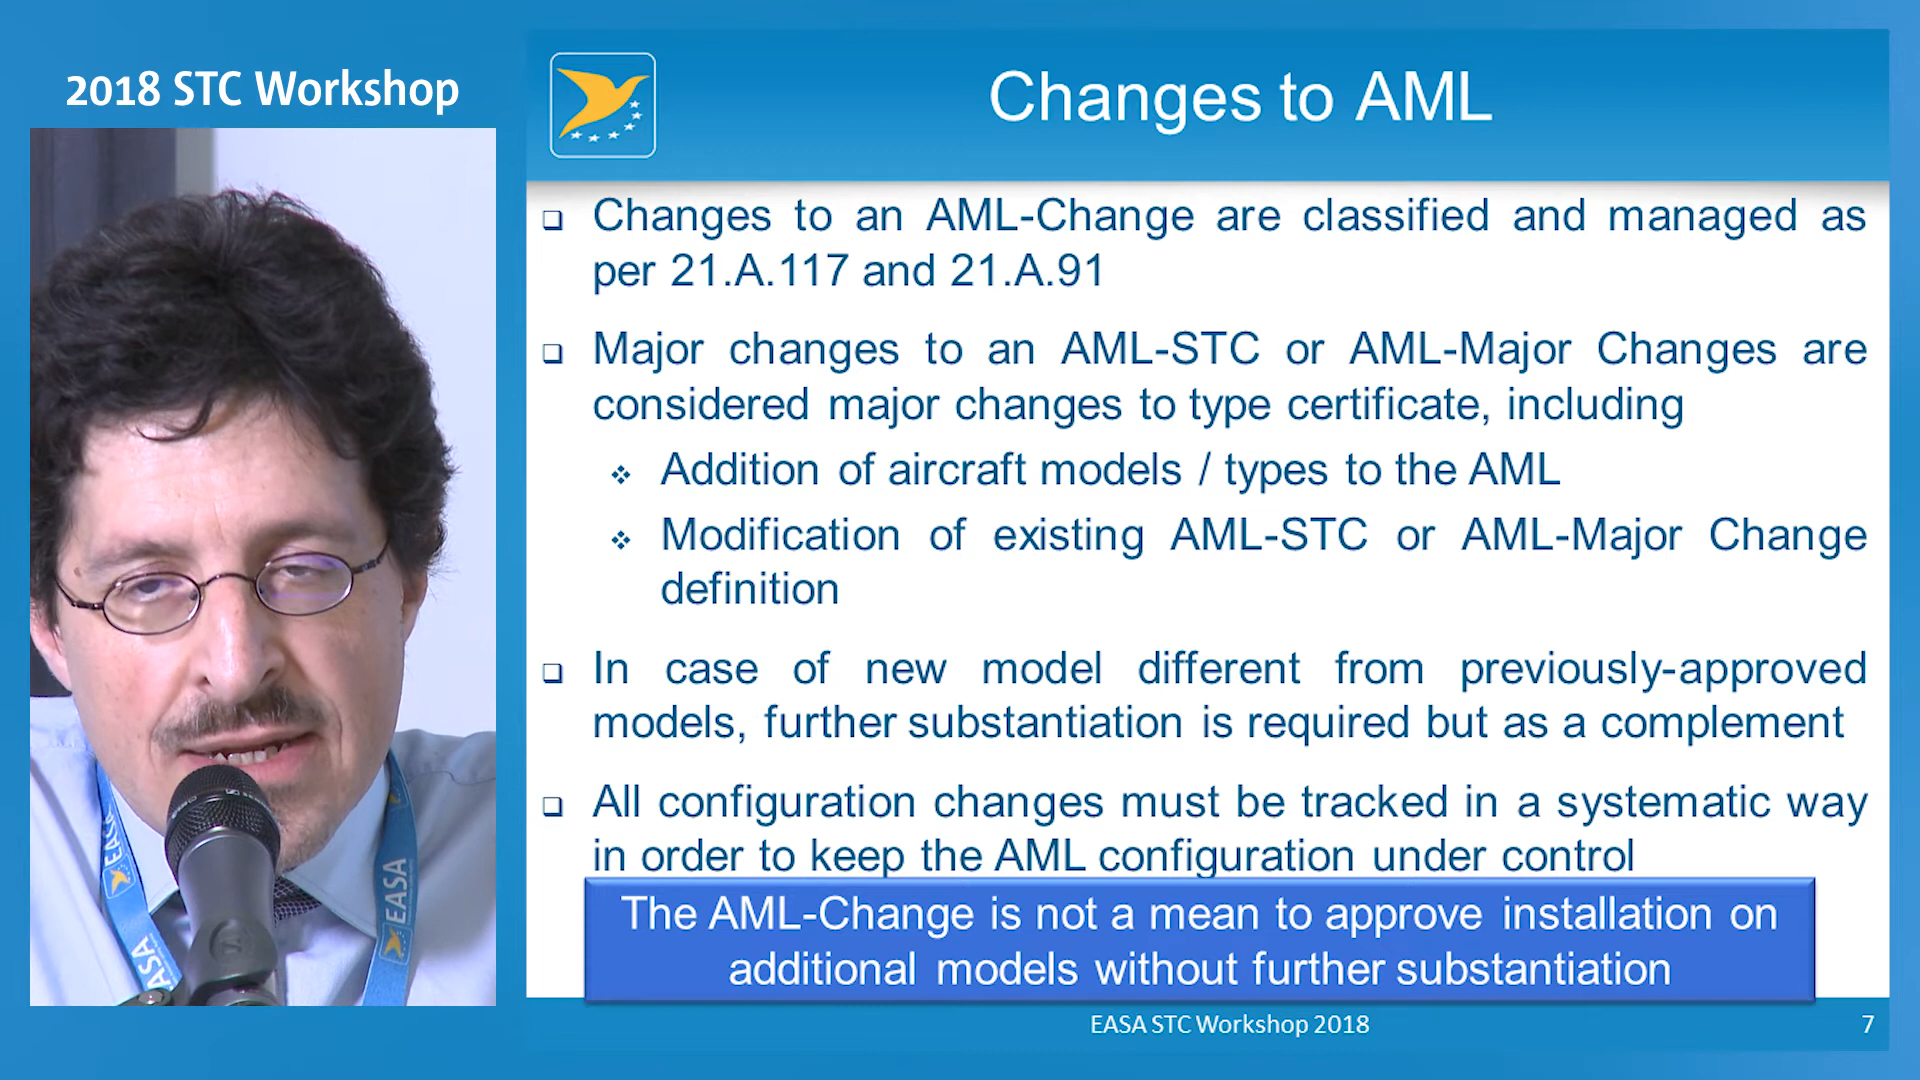 2018 STC Workshop
Changes to AML
Changes to an AML-Change are classified and managed as
per 21.A.117 and 21.A.91
Major changes to an AML-STC or AML-Major Changes are
considered major changes to type certificate, including
Addition of aircraft models / types to the AML
Modification of existing AML-STC or AML-Major Change
definition
In case of new model different from previously-approved
models, further substantiation is required but as a complement
All configuration changes must be tracked in a systematic way
in order to keep the AML configuration under control
The AML-Change is not a mean to approve installation on
additional models without further substantiation
EASA STC Workshop 2018
7
EASA
EASA
EASA